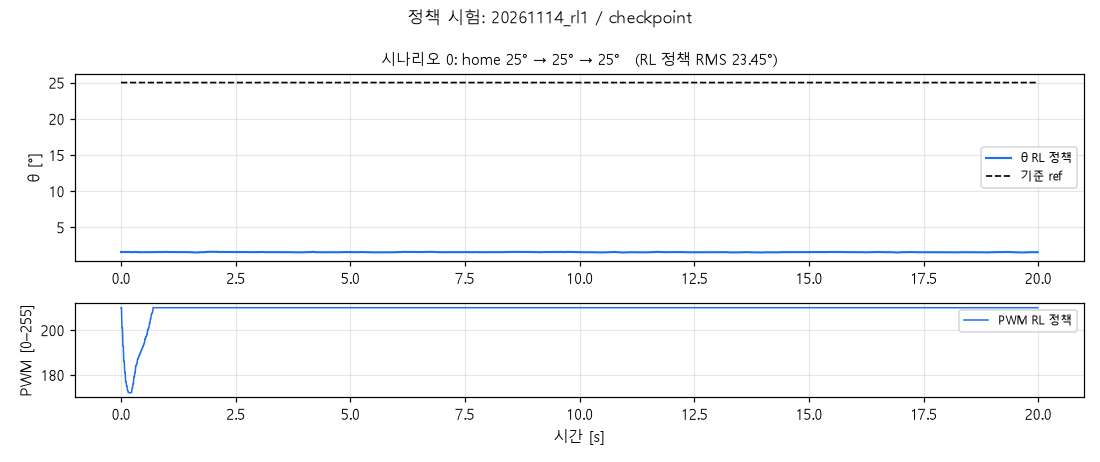 정책 시험: 20261114_rl1 / checkpoint
시나리오 0: home 25° → 25° → 25° (RL 정책 RMS 23.45°)
θ [°]
25
20
15
10
5
θ RL 정책
기준 ref
0.0 2.5 5.0 7.5 10.0 12.5 15.0 17.5 20.0
PWM [0–255]
200
180
PWM RL 정책
0.0 2.5 5.0 7.5 10.0 12.5 15.0 17.5 20.0
시간 [s]